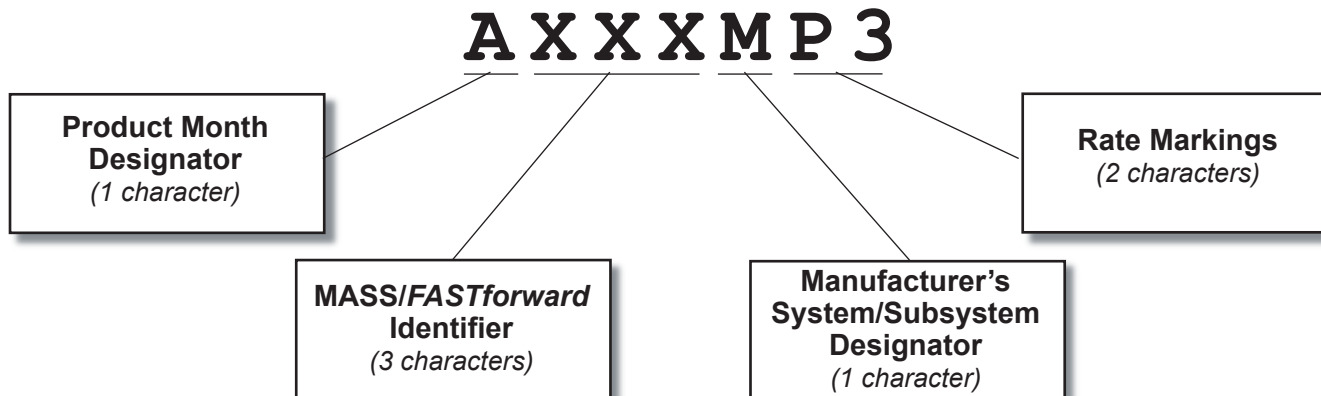 A X X X M P 3
Product Month
Designator
(1 character)
Rate Markings
(2 characters)
MASS/FASTforward
Identifier
(3 characters)
Manufacturer’s
System/Subsystem
Designator
(1 character)